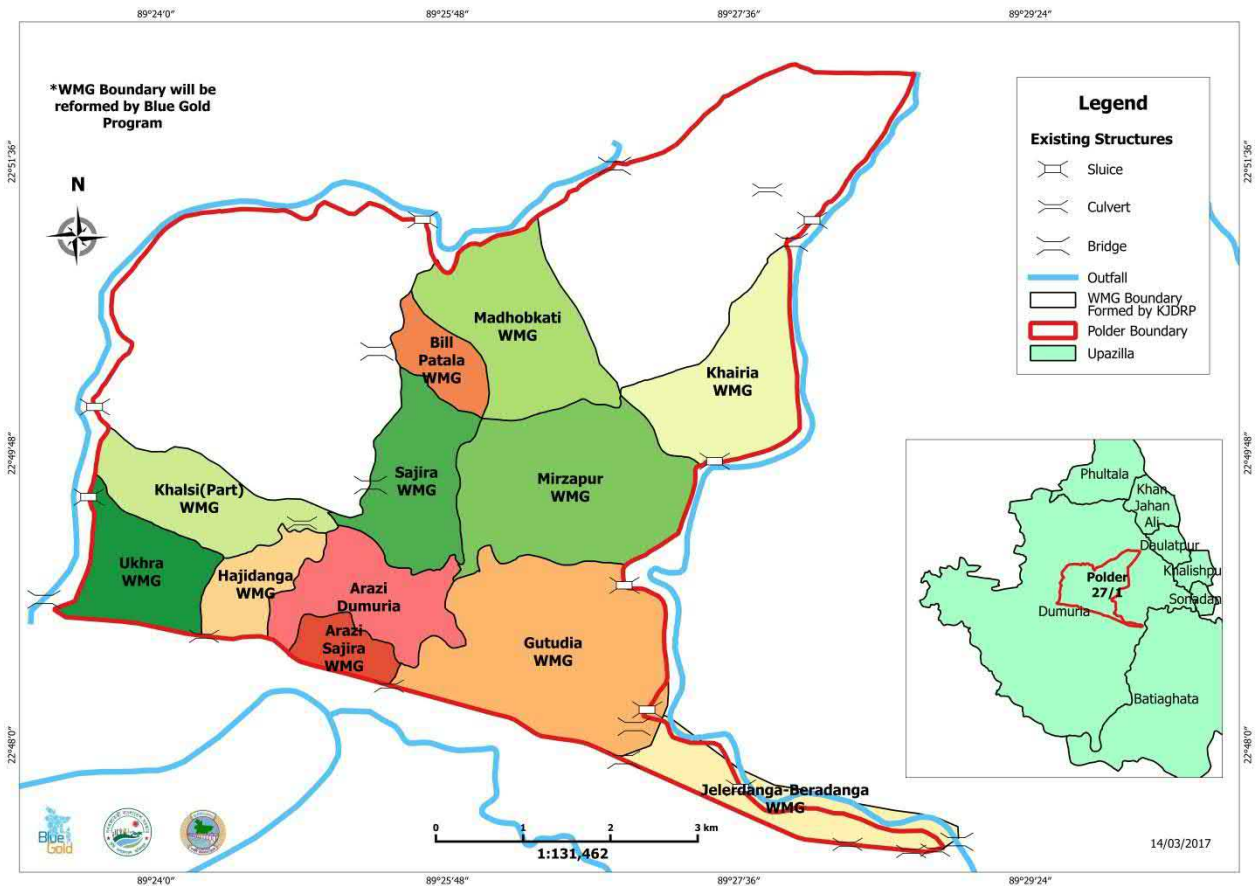 89°24'0"
89°25'48"
89°27'36"
89°29'24"
*WMG Boundary will be
reformed by Blue Gold
Program
N
22°51'36"
22°49'48"
22°48'0"
22°51'36"
22°49'48"
22°48'0"
Legend
Existing Structures
Sluice
Culvert
Bridge
Outfall
WMG Boundary
Formed by KJDRP
Polder Boundary
Upazilla
Madhobkati
WMG
Bill
Patala
WMG
Khairia
WMG
Sajira
WMG
Mirzapur
WMG
Khalsi(Part)
WMG
Ukhra
WMG
Hajidanga
WMG
Arazi
Dumuria
Arazi
Sajira
WMG
Gutudia
WMG
Jelerdanga-Beradanga
WMG
Phultala
Khan
Jahan
Ali
Daulatpur
Khalishpu
Sonadan
Polder
27/1
Dumuria
Batiaghata
Blue
Gold
0 1 2 3 km
1:131,462
14/03/2017
89°24'0"
89°25'48"
89°27'36"
89°29'24"